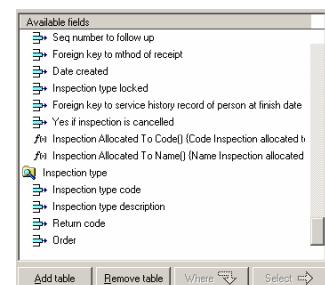 Available fields
Seq number to follow up
Foreign key to mthod of receipt
Date created
Inspection type locked
Foreign key to service history record of person at finish date
Yes if inspection is cancelled
f(x) Inspection Allocated To Code() {Code Inspection allocated t
f(x) Inspection Allocated To Name() {Name Inspection allocated
Inspection type
Inspection type code
Inspection type description
Return code
Order
Add table Remove table Where Select